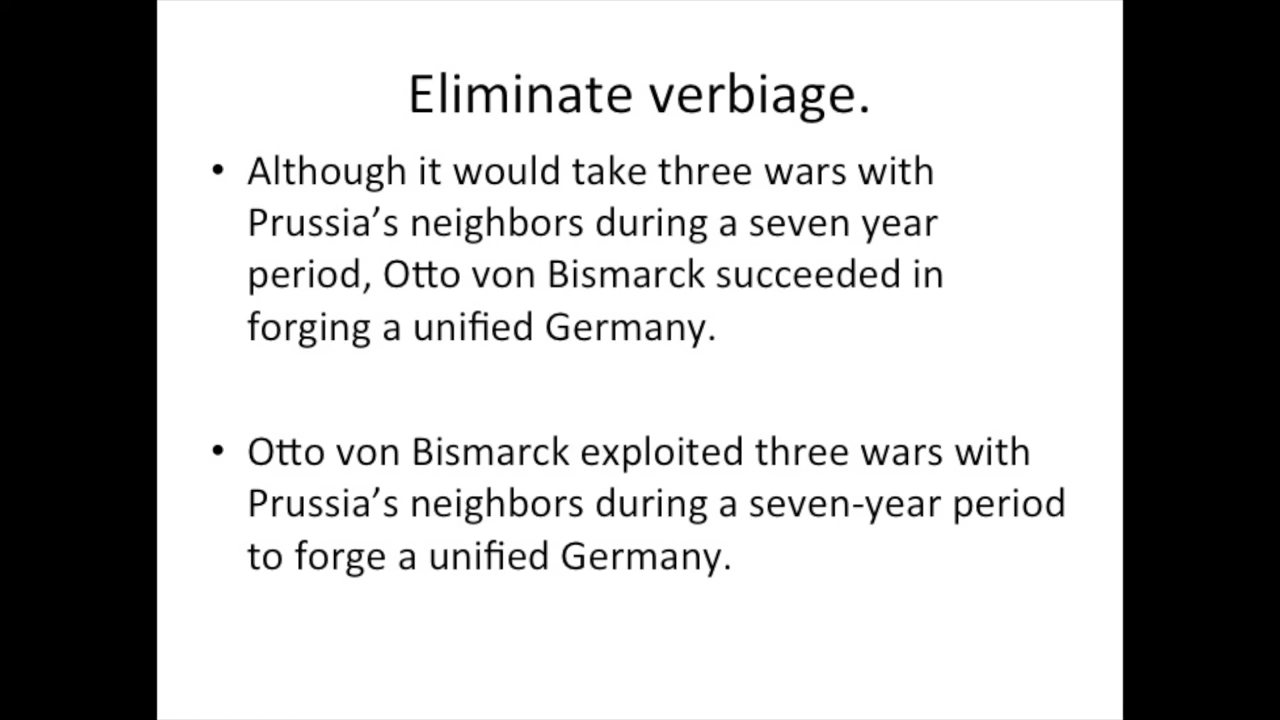 Eliminate verbiage.
• Although it would take three wars with
Prussia’s neighbors during a seven year
period, Otto von Bismarck succeeded in
forging a unified Germany.
• Otto von Bismarck exploited three wars with
Prussia’s neighbors during a seven-year period
to forge a unified Germany.